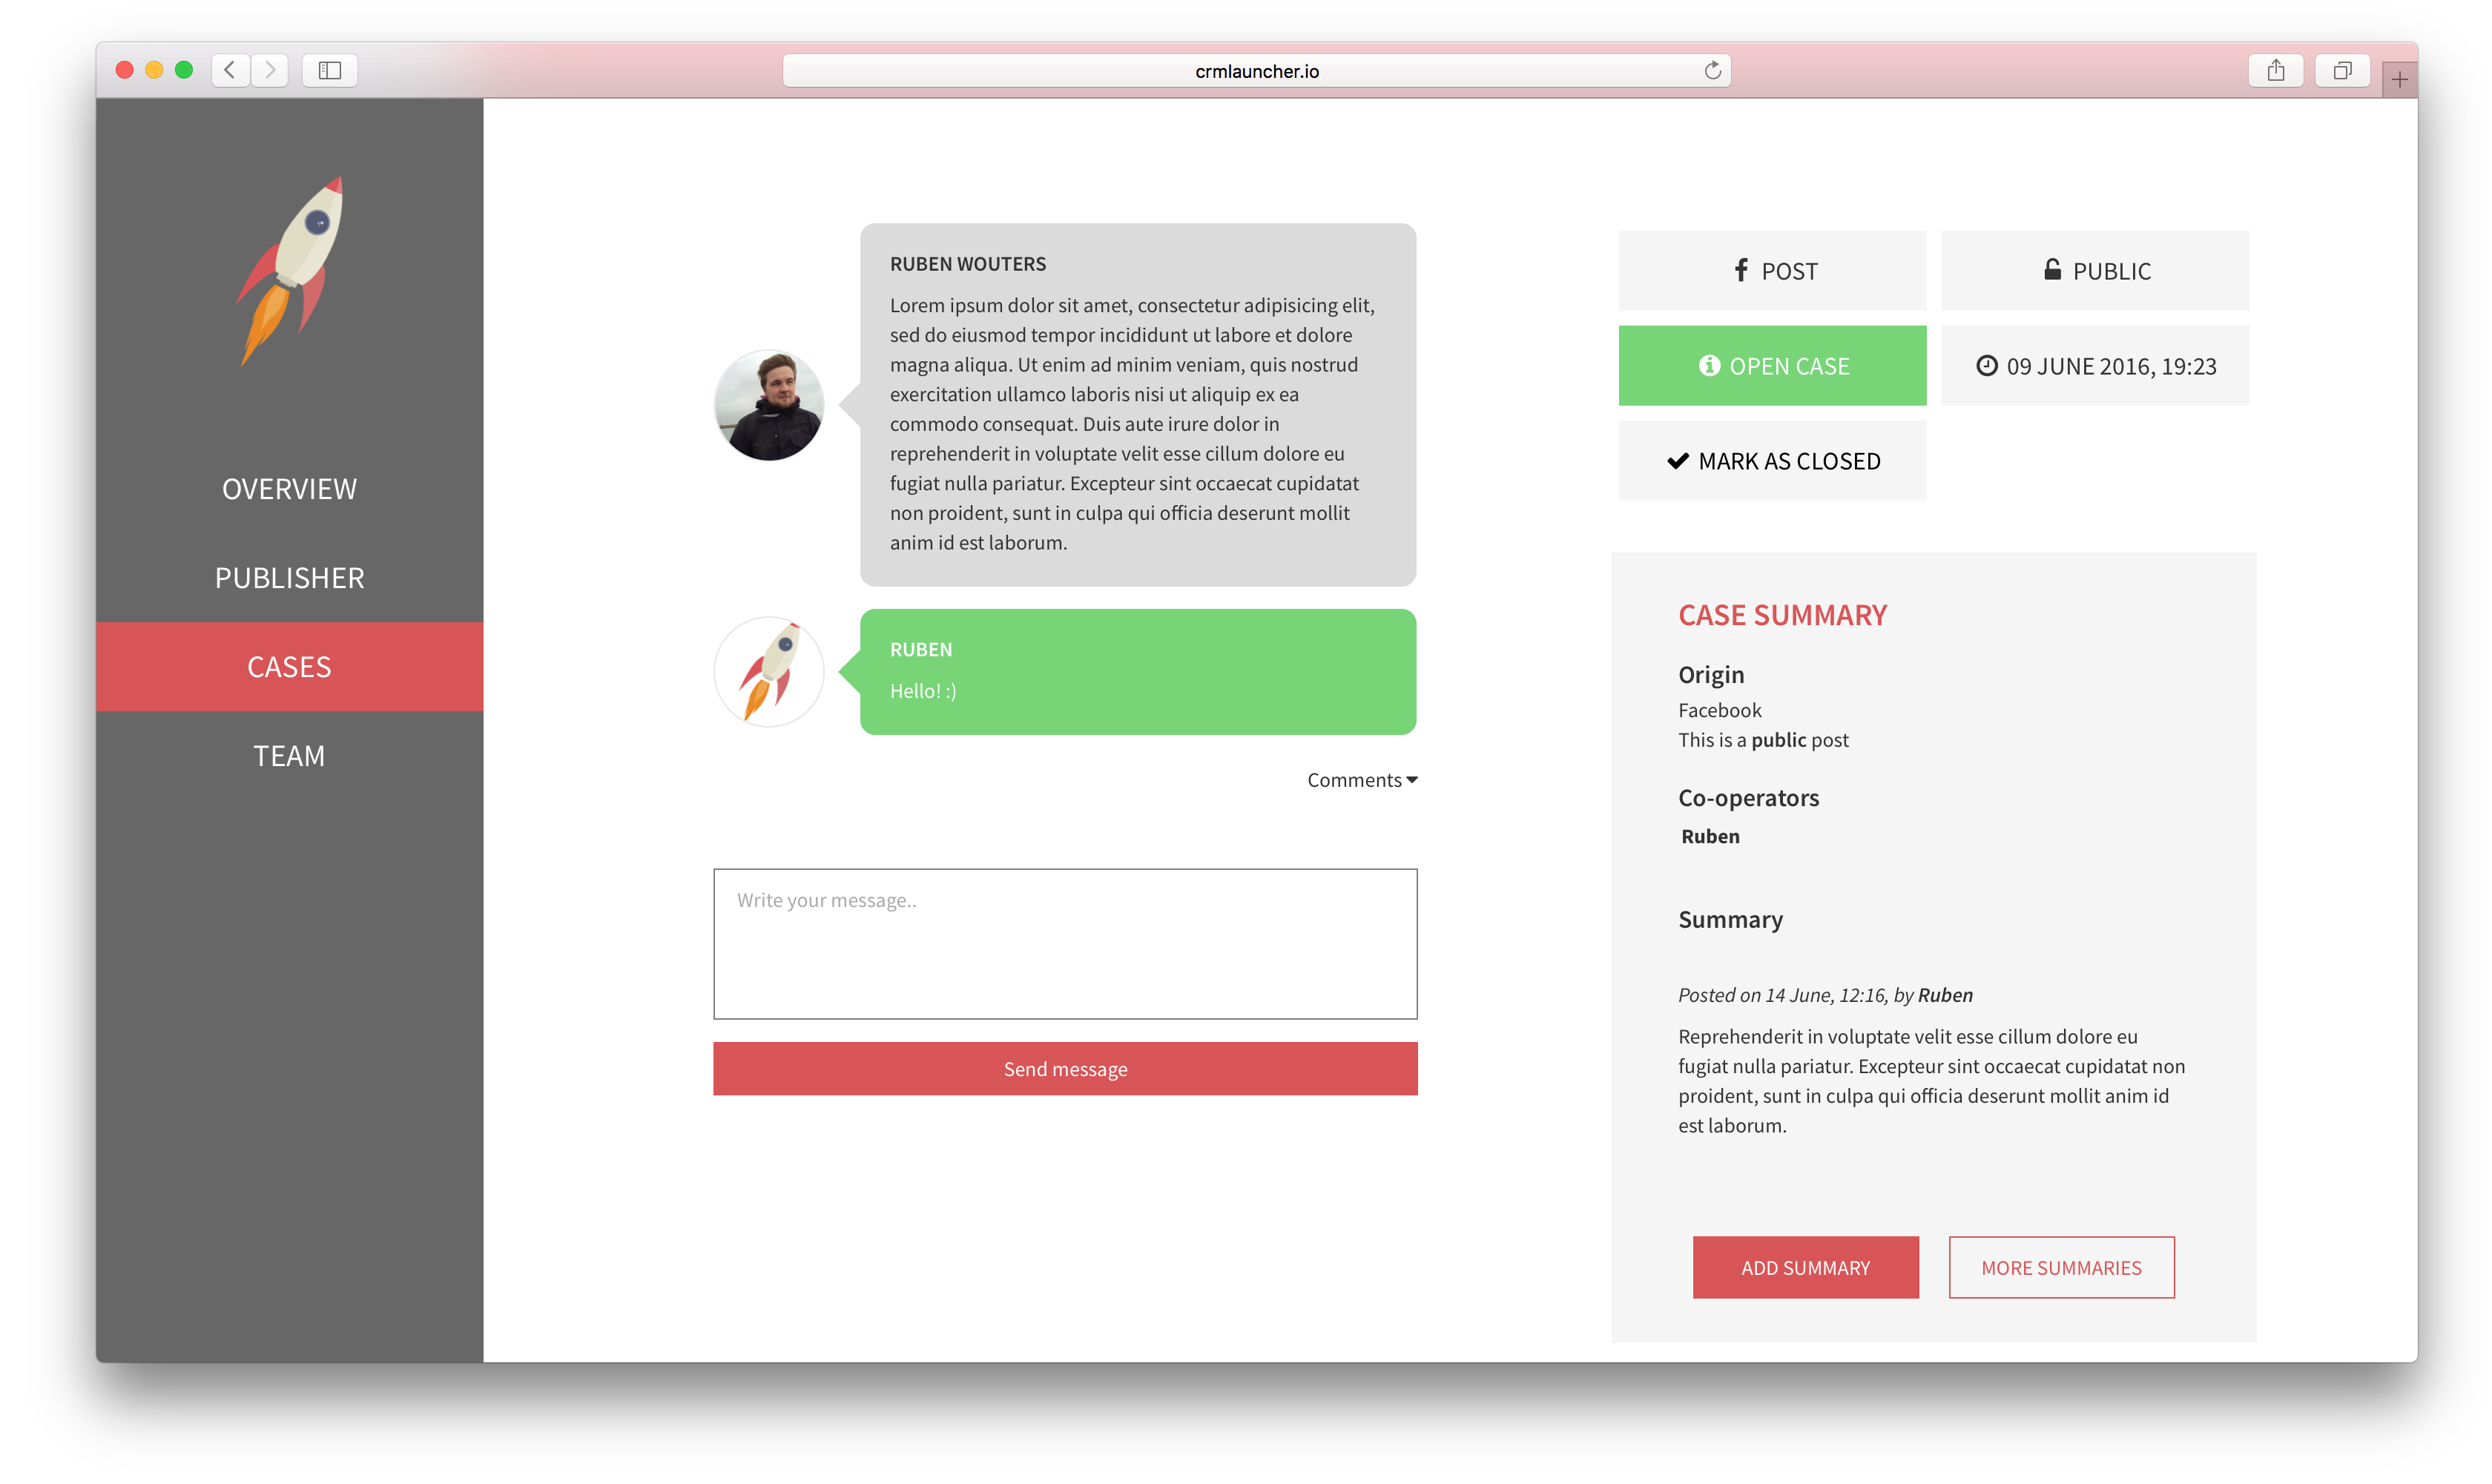 crmlauncher.io
OVERVIEW
PUBLISHER
CASES
TEAM
RUBEN WOUTERS
Lorem ipsum dolor sit amet, consectetur adipisicing elit,
sed do eiusmod tempor incididunt ut labore et dolore
magna aliqua. Ut enim ad minim veniam, quis nostrud
exercitation ullamco laboris nisi ut aliquip ex ea
commodo consequat. Duis aute irure dolor in
reprehenderit in voluptate velit esse cillum dolore eu
fugiat nulla pariatur. Excepteur sint occaecat cupidatat
non proident, sunt in culpa qui officia deserunt mollit
anim id est laborum.
RUBEN
Hello! :)
Comments
Write your message..
Send message
POST
PUBLIC
OPEN CASE
09 JUNE 2016, 19:23
MARK AS CLOSED
CASE SUMMARY
Origin
Facebook
This is a public post
Co-operators
Ruben
Summary
Posted on 14 June, 12:16, by Ruben
Reprehenderit in voluptate velit esse cillum dolore eu
fugiat nulla pariatur. Excepteur sint occaecat cupidatat non
proident, sunt in culpa qui officia deserunt mollit anim id
est laborum.
ADD SUMMARY
MORE SUMMARIES